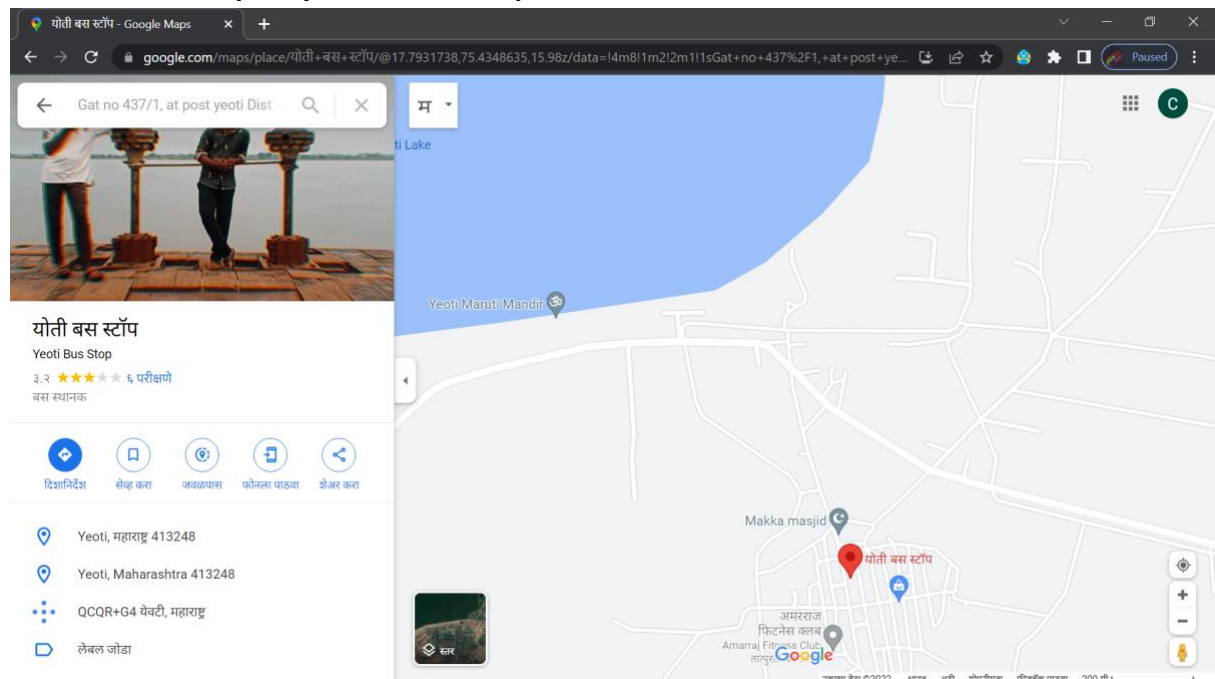 योती बस स्टॉप - Google Maps
google.com/maps/place/योती+बस+स्टॉप/@17.7931738,75.4348635,15.98z/data=!4m8!1m2!2m1!1sGat+no+437%2F1,+at+post+ye...
Paused
Gat no 437/1, at post yeoti Dist
म
C
ti Lake
Yeoti Maruti Mandir
योती बस स्टॉप
Yeoti Bus Stop
३.२ ६ परीक्षणे
बस स्थानक
दिशानिर्देश सेव्ह करा जवळपास फोनला पाठवा शेअर करा
Yeoti, महाराष्ट्र 413248
Yeoti, Maharashtra 413248
QCQR+G4 येवटी, महाराष्ट्र
लेबल जोडा
Makka masjid
योती बस स्टॉप
अमरराज
फिटनेस क्लब
Amarraj Fitness Club
Google
स्तर